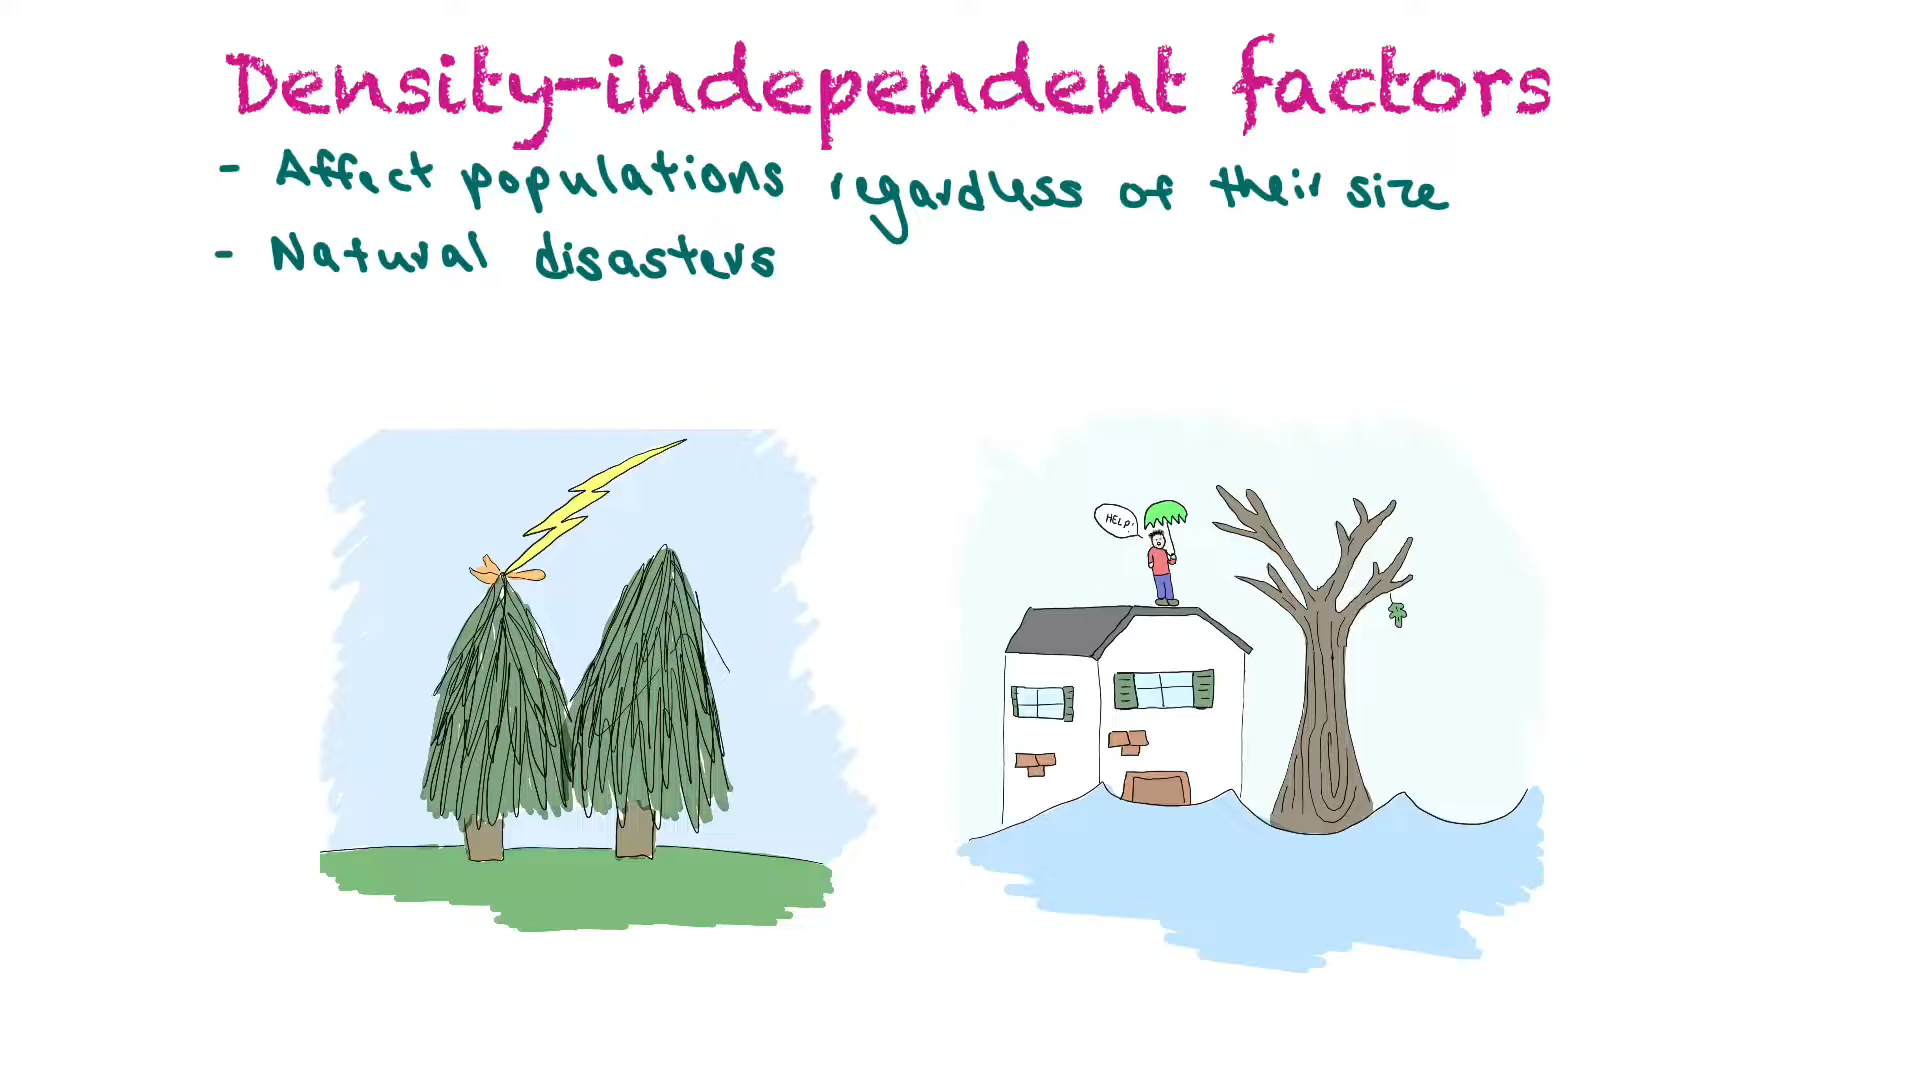 Density-independent factors
- Affect populations regardless of their size
- Natural disasters
HELP!